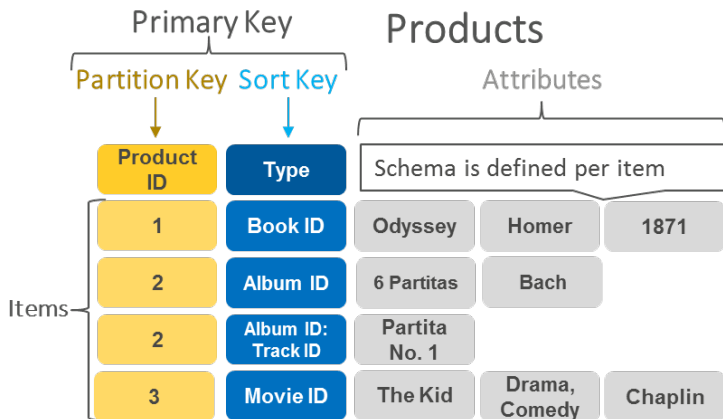 Primary Key
Products
Partition Key
Sort Key
Attributes
Product
ID
Type
Schema is defined per item
1
Book ID
Odyssey
Homer
1871
2
Album ID
6 Partitas
Bach
Items
2
Album ID:
Track ID
Partita
No. 1
3
Movie ID
The Kid
Drama,
Comedy
Chaplin